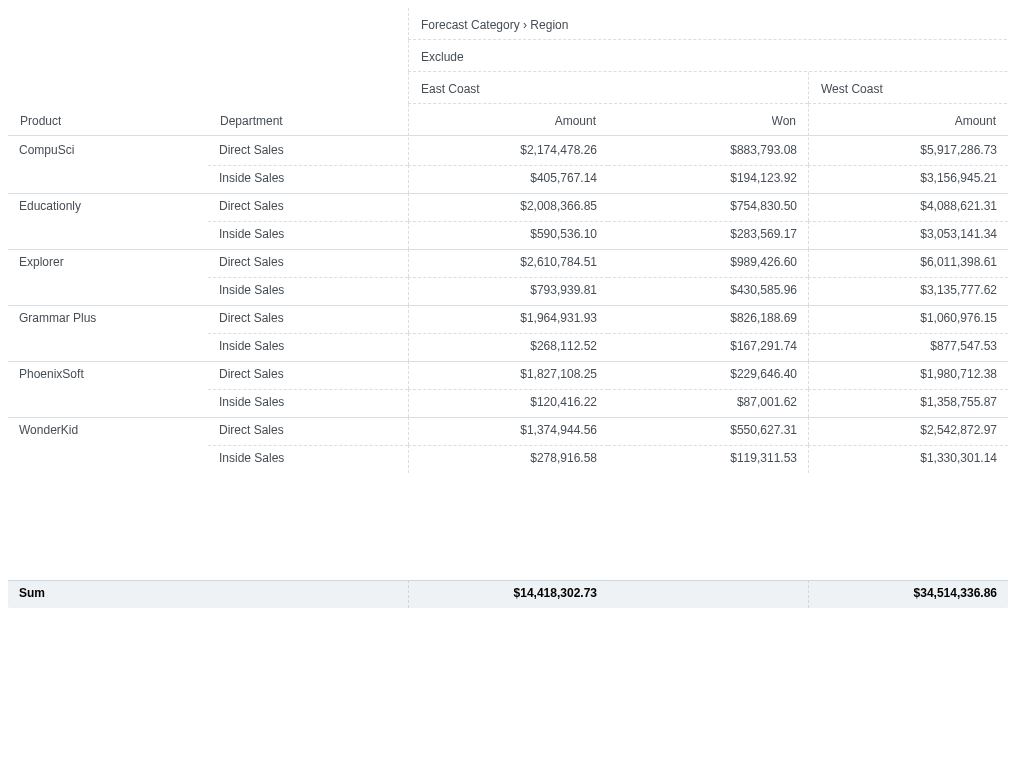 Forecast Category › Region
Exclude
East Coast West Coast
Product Department Amount Won Amount
CompuSci Direct Sales $2,174,478.26 $883,793.08 $5,917,286.73
Inside Sales $405,767.14 $194,123.92 $3,156,945.21
Educationly Direct Sales $2,008,366.85 $754,830.50 $4,088,621.31
Inside Sales $590,536.10 $283,569.17 $3,053,141.34
Explorer Direct Sales $2,610,784.51 $989,426.60 $6,011,398.61
Inside Sales $793,939.81 $430,585.96 $3,135,777.62
Grammar Plus Direct Sales $1,964,931.93 $826,188.69 $1,060,976.15
Inside Sales $268,112.52 $167,291.74 $877,547.53
PhoenixSoft Direct Sales $1,827,108.25 $229,646.40 $1,980,712.38
Inside Sales $120,416.22 $87,001.62 $1,358,755.87
WonderKid Direct Sales $1,374,944.56 $550,627.31 $2,542,872.97
Inside Sales $278,916.58 $119,311.53 $1,330,301.14
Sum $14,418,302.73 $34,514,336.86